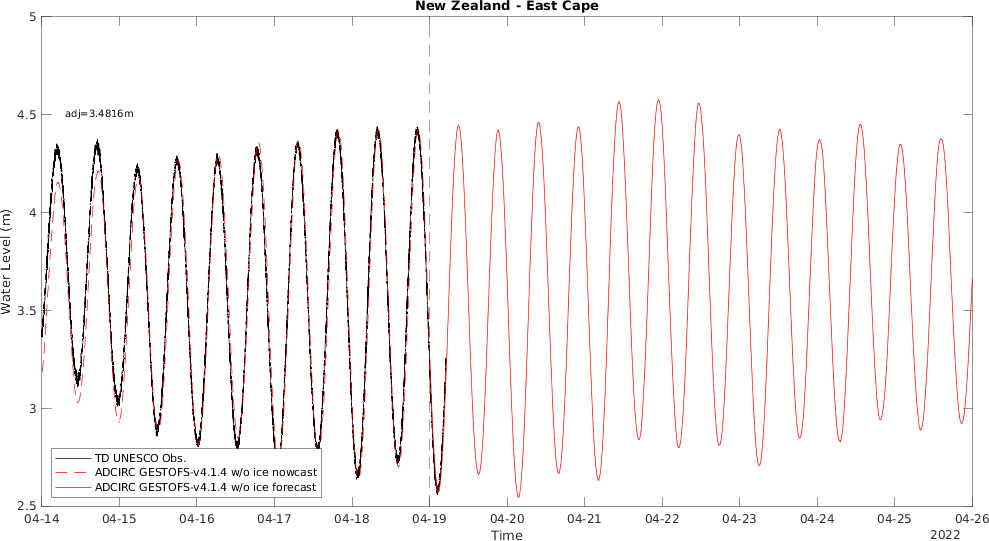 New Zealand - East Cape
5
4.5
4
3.5
3
2.5
Water Level (m)
adj=3.4816m
TD UNESCO Obs.
ADCIRC GESTOFS-v4.1.4 w/o ice nowcast
ADCIRC GESTOFS-v4.1.4 w/o ice forecast
04-14 04-15 04-16 04-17 04-18 04-19 04-20 04-21 04-22 04-23 04-24 04-25 04-26
Time
2022